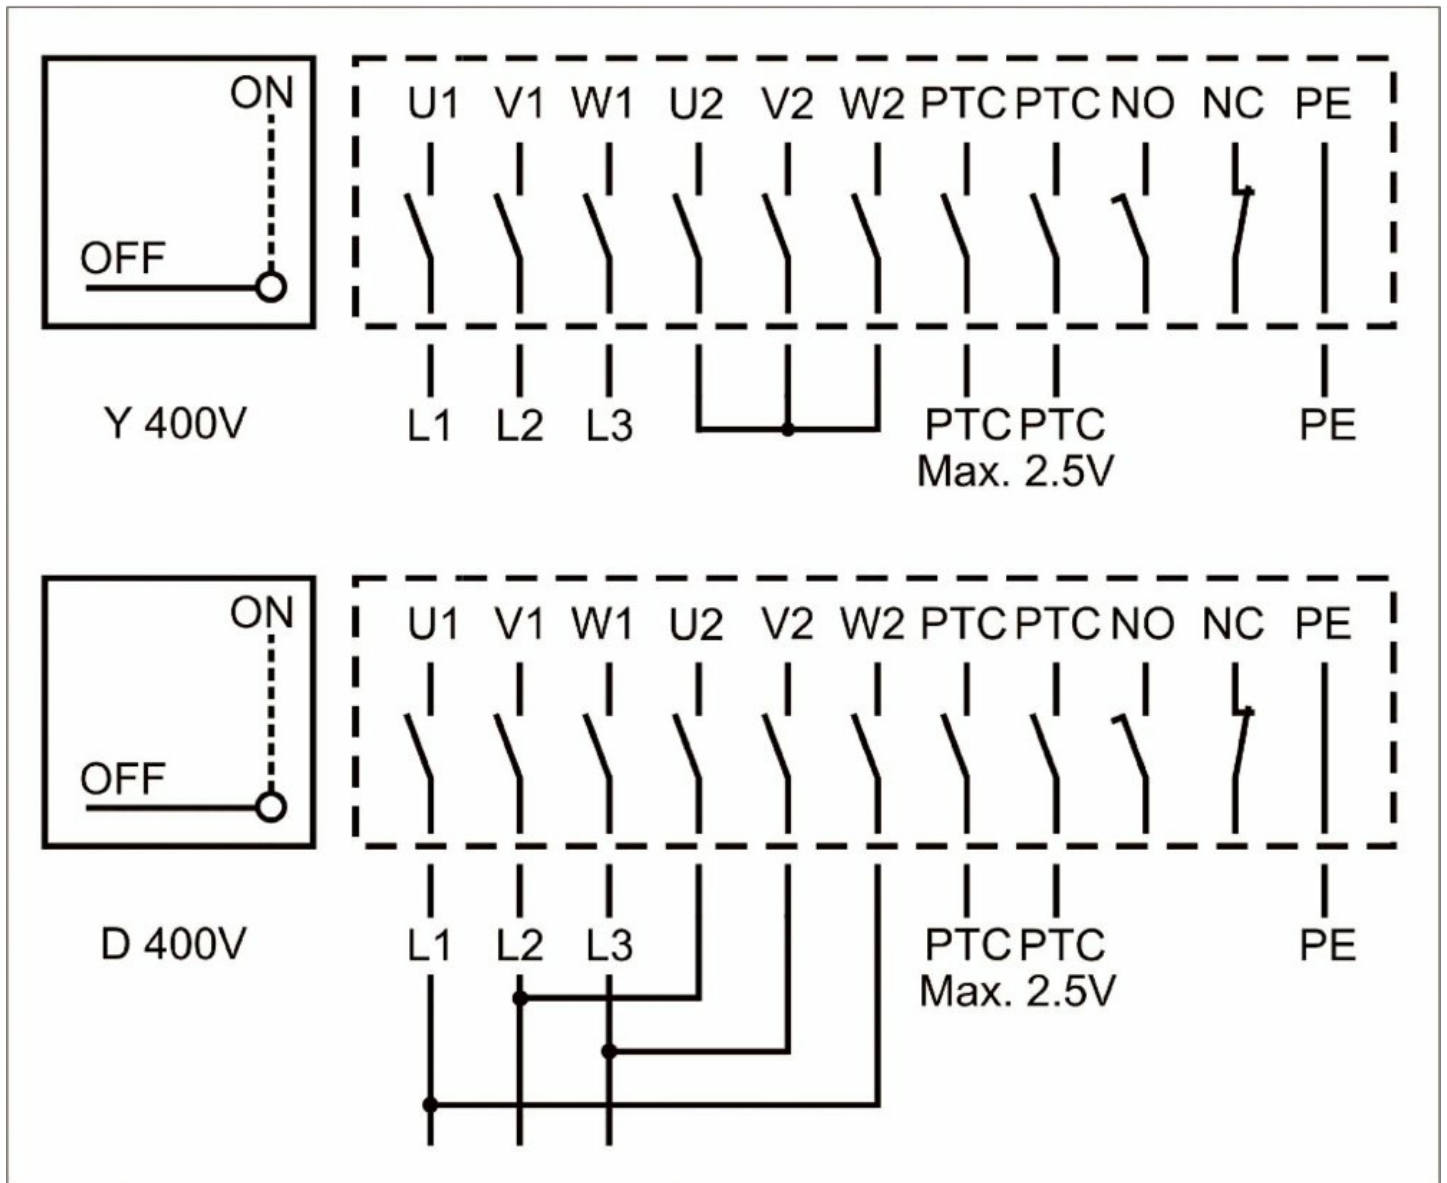 ON
OFF
U1 V1 W1 U2 V2 W2 PTC PTC NO NC PE
Y 400V
L1 L2 L3 PTC PTC PE
Max. 2.5V
ON
OFF
U1 V1 W1 U2 V2 W2 PTC PTC NO NC PE
D 400V
L1 L2 L3 PTC PTC PE
Max. 2.5V